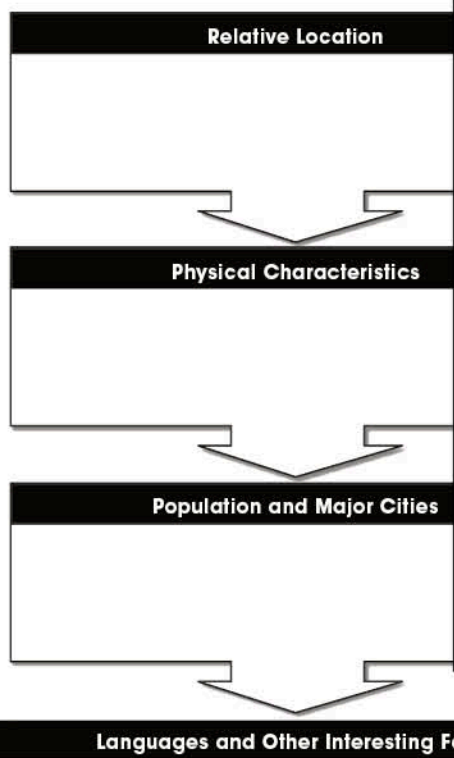 Relative Location
Physical Characteristics
Population and Major Cities
Languages and Other Interesting